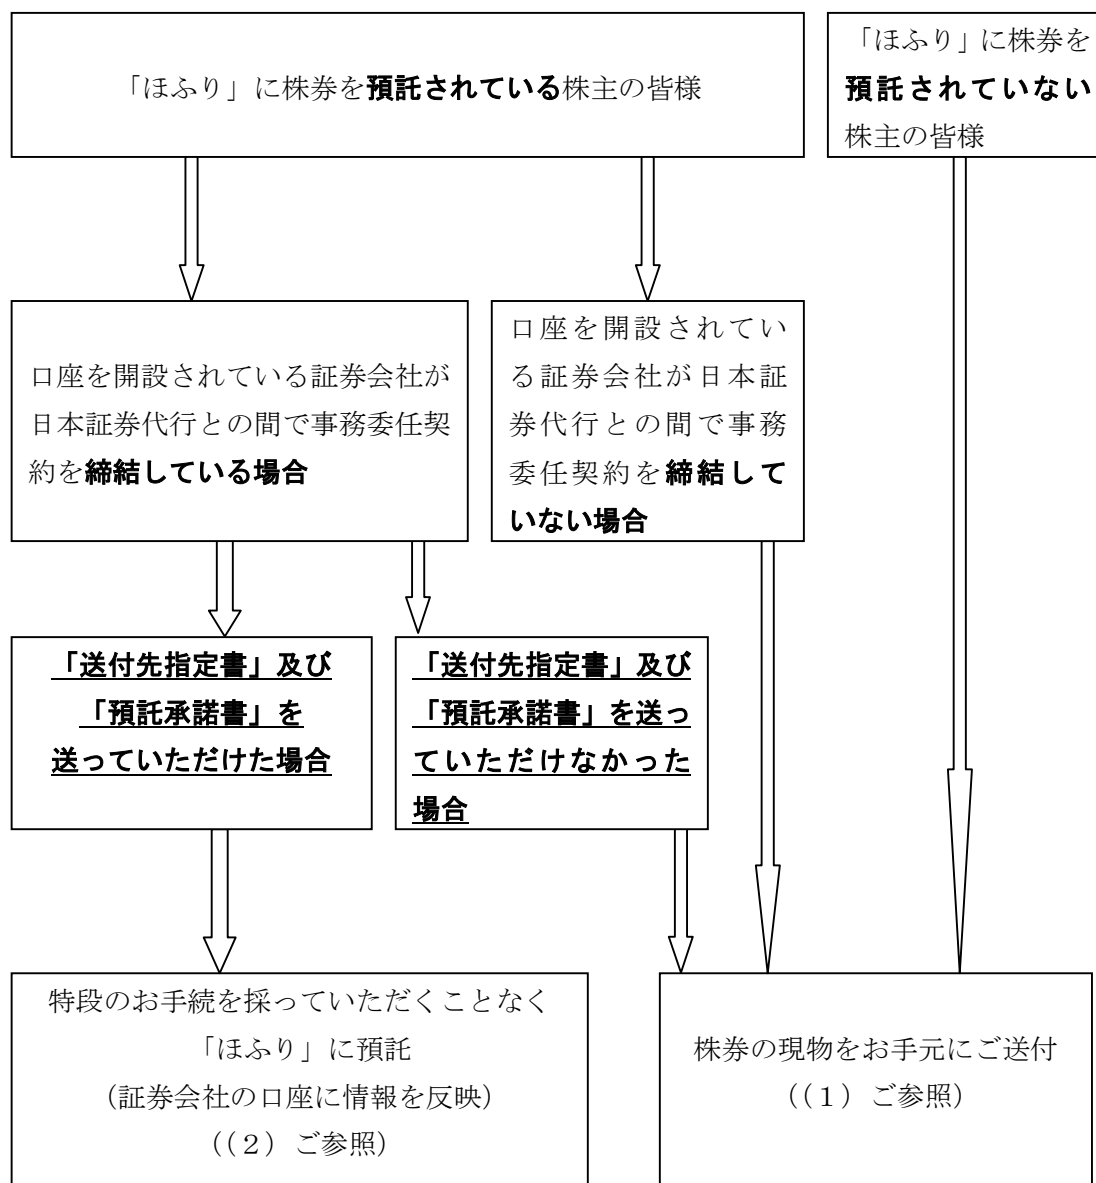 「ほふり」に株券を預託されている株主の皆様
「ほふり」に株券を
預託されていない
株主の皆様
口座を開設されている証券会社が
日本証券代行との間で事務委任契
約を締結している場合
口座を開設されてい
る証券会社が日本証
券代行との間で事務
委任契約を締結して
いない場合
「送付先指定書」及び
「預託承諾書」を
送っていただけた場合
「送付先指定書」及び
「預託承諾書」を送っ
ていただけなかった
場合
特段のお手続を採っていただくことなく
「ほふり」に預託
(証券会社の口座に情報を反映)
((2) ご参照)
株券の現物をお手元にご送付
((1) ご参照)